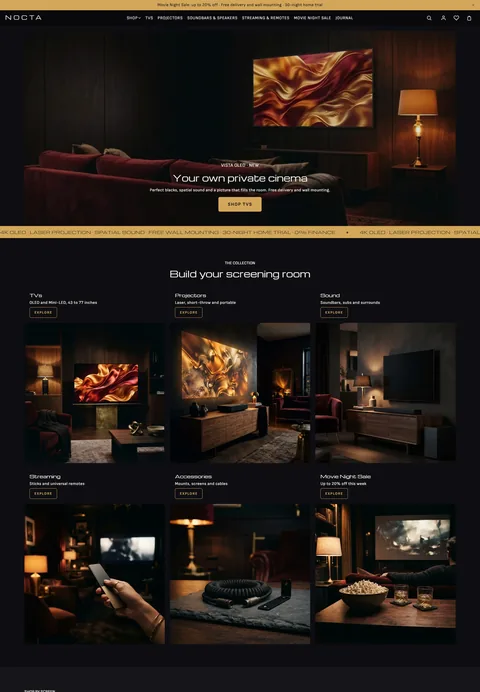 Movie Night Sale: up to 20% off · Free delivery and wall mounting · 30-night home trial
NOCTA
SHOP TVS PROJECTORS SOUNDBARS & SPEAKERS STREAMING & REMOTES MOVIE NIGHT SALE JOURNAL
VISTA OLED · NEW
Your own private cinema
Perfect blacks, spatial sound and a picture that fills the room. Free delivery and wall mounting.
SHOP TVS
4K OLED · LASER PROJECTION · SPATIAL SOUND · FREE WALL MOUNTING · 30-NIGHT HOME TRIAL · 0% FINANCE • 4K OLED · LASER PROJECTION · SPATIAL
THE COLLECTION
Build your screening room
TVs
OLED and Mini-LED, 43 to 77 inches
EXPLORE
Projectors
Laser, short-throw and portable
EXPLORE
Sound
Soundbars, subs and surrounds
EXPLORE
Streaming
Sticks and universal remotes
EXPLORE
Accessories
Mounts, screens and cables
EXPLORE
Movie Night Sale
Up to 20% off this week
EXPLORE